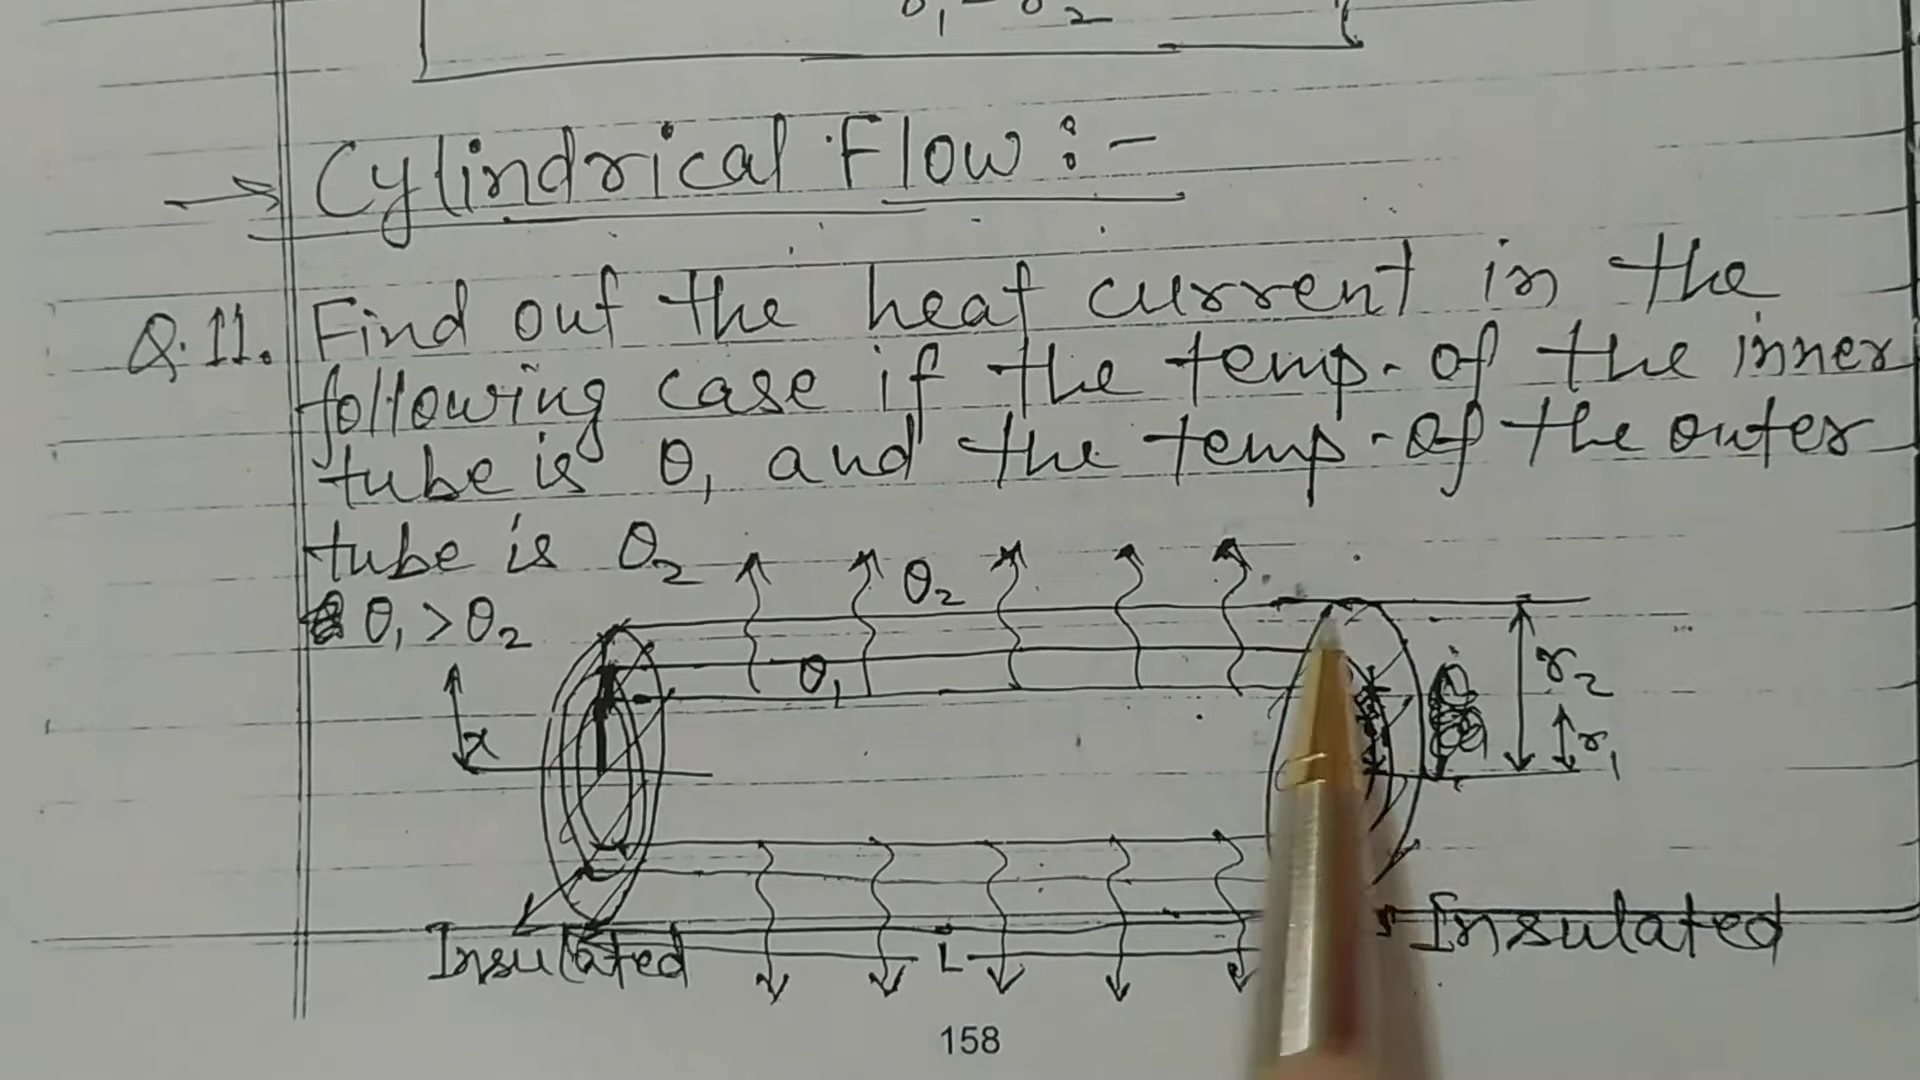 θ₁ - θ₂
→ Cylindrical Flow :-
Q.11. Find out the heat current in the
following case if the temp. of the inner
tube is θ₁ and the temp. of the outer
tube is θ₂
θ₁ > θ₂
θ₂
θ₁
x
r₂
r₁
Insulated
L
Insulated
158